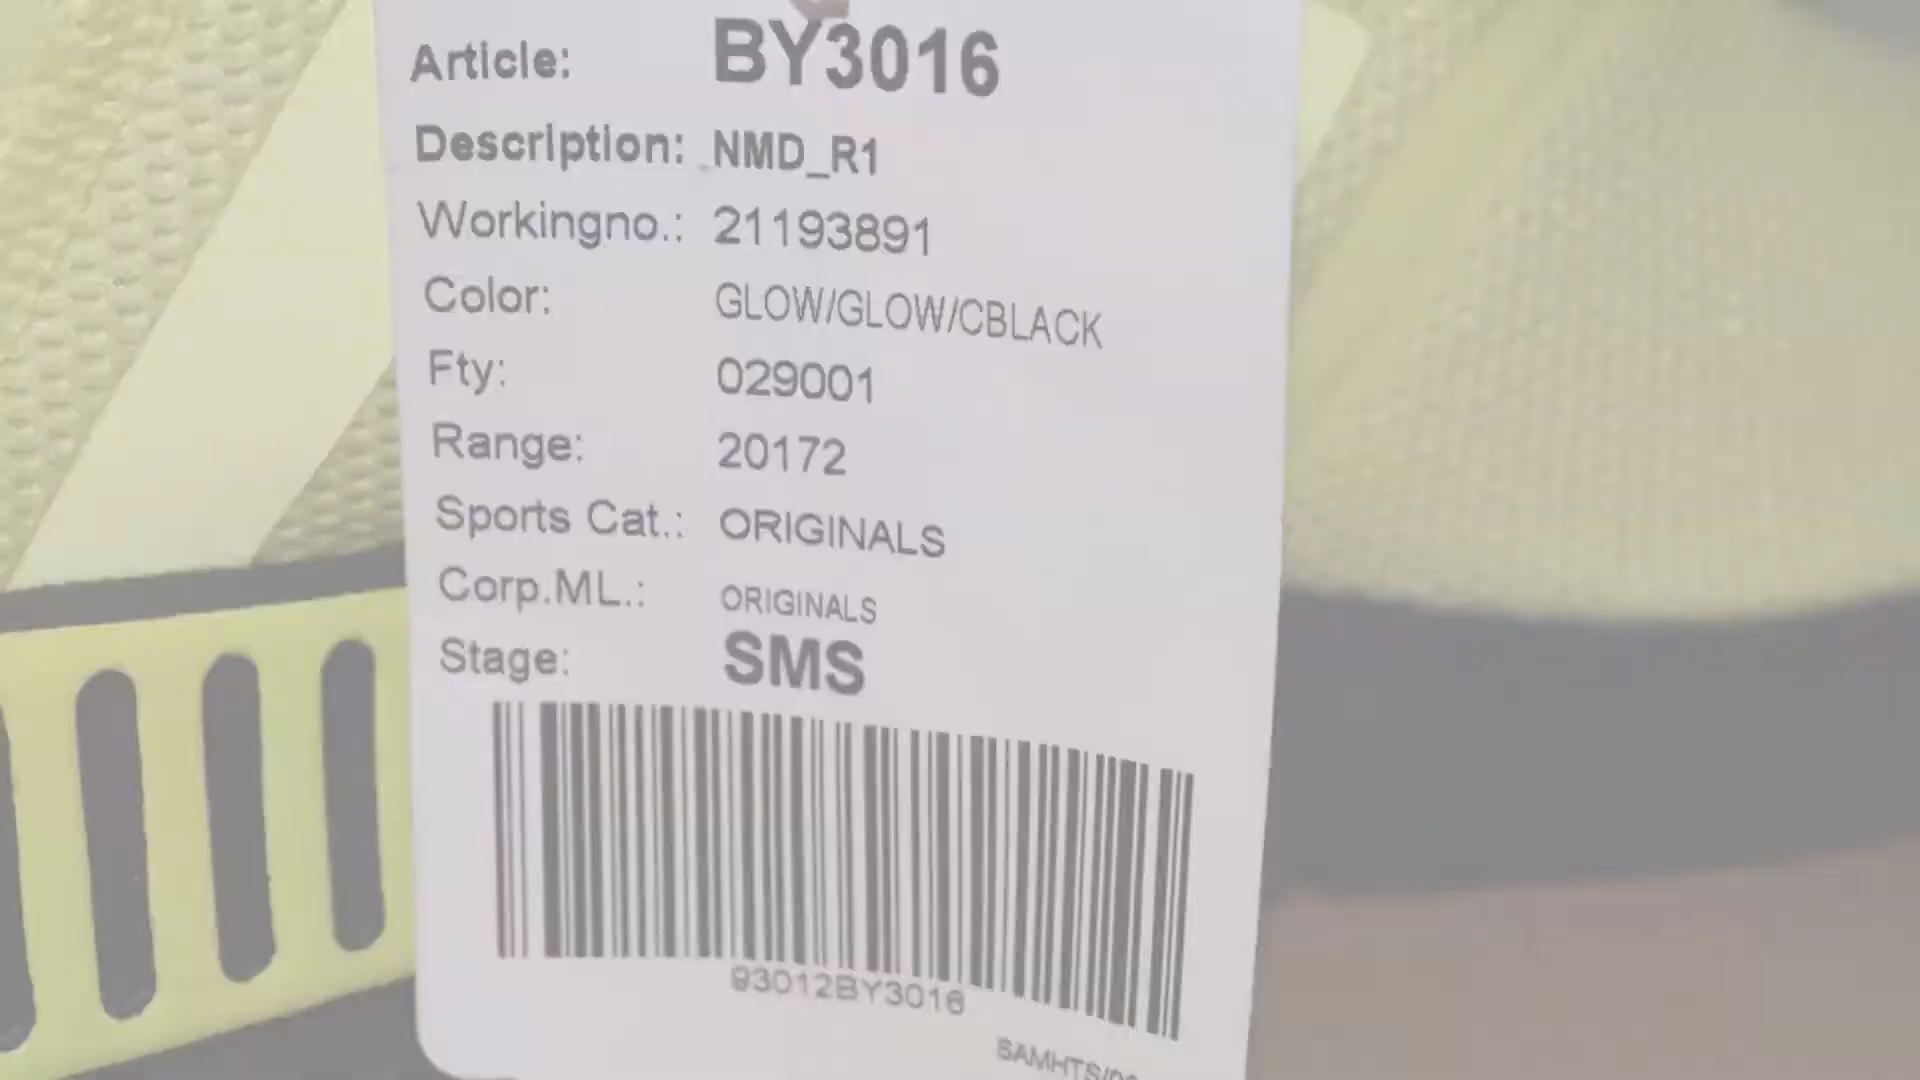 Article: BY3016
Description: NMD_R1
Workingno.: 21193891
Color: GLOW/GLOW/CBLACK
Fty: 029001
Range: 20172
Sports Cat.: ORIGINALS
Corp.ML.: ORIGINALS
Stage: SMS
93012BY3016